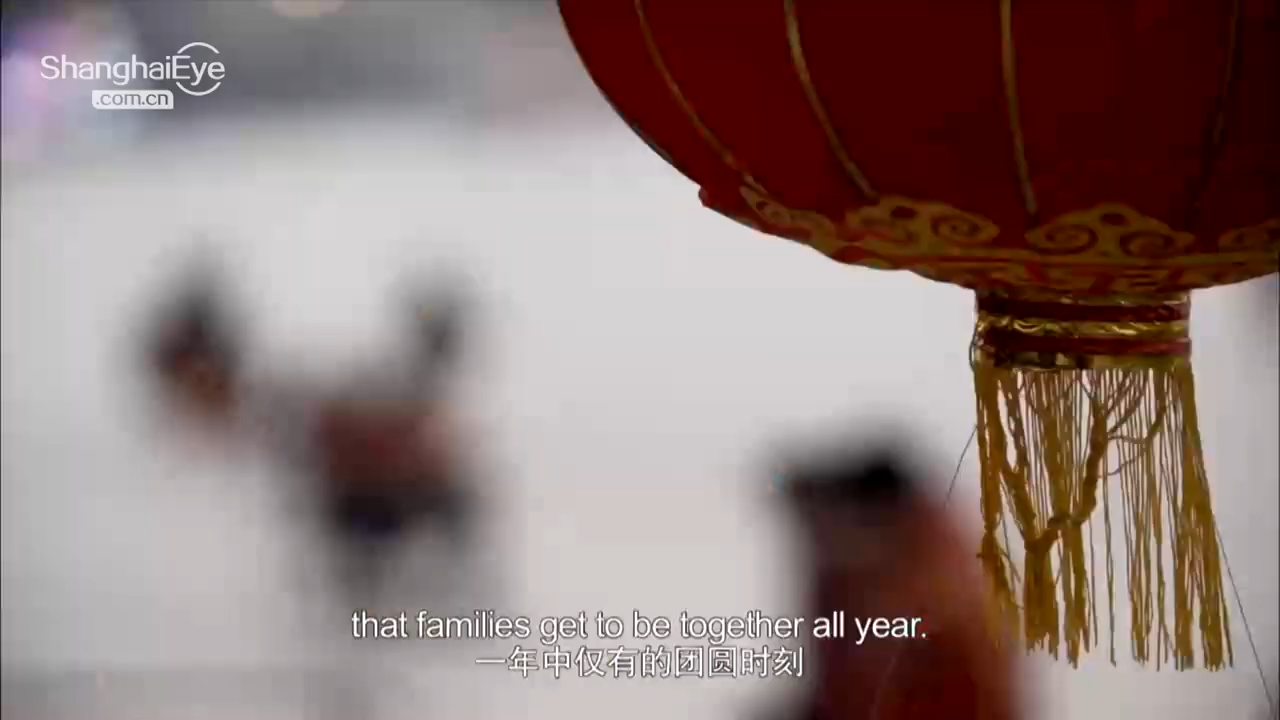 ShanghaiEye
.com.cn
that families get to be together all year.
一年中仅有的团圆时刻